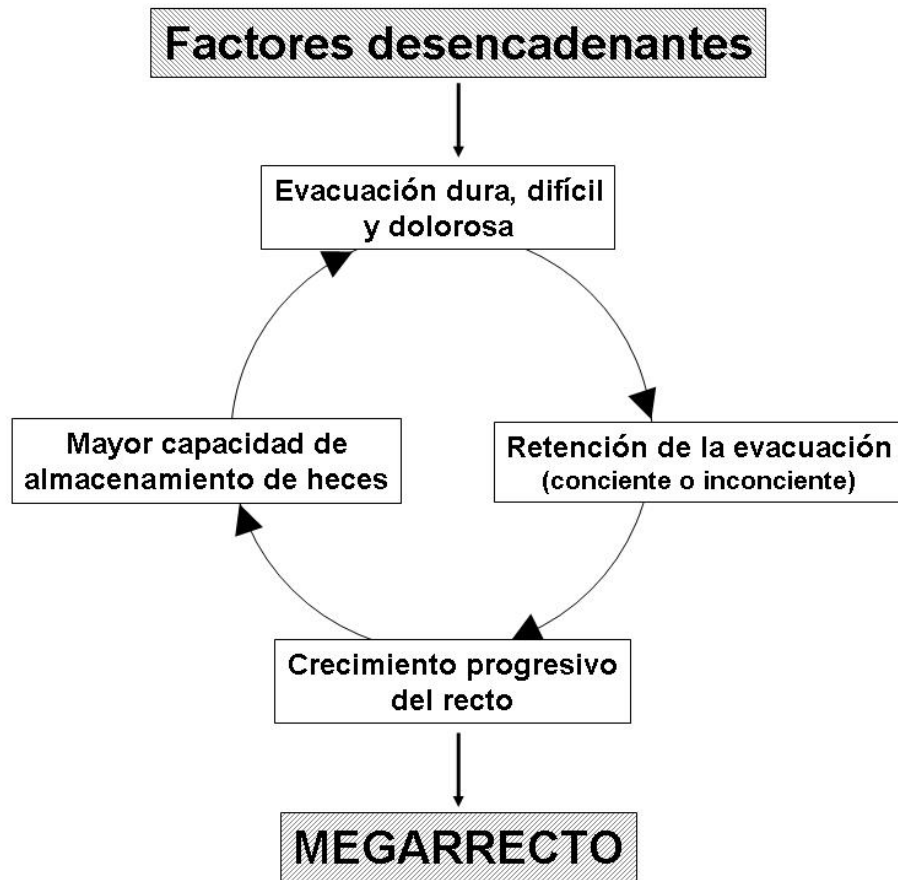 Factores desencadenantes
Evacuación dura, difícil
y dolorosa
Mayor capacidad de
almacenamiento de heces
Retención de la evacuación
(conciente o inconciente)
Crecimiento progresivo
del recto
MEGARRECTO